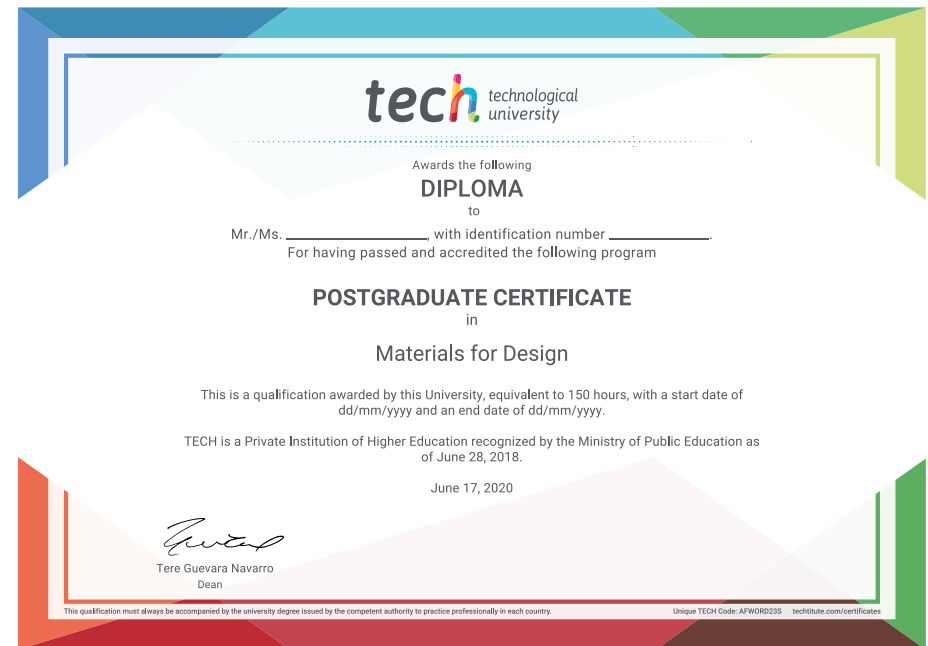 tech technological
university
Awards the following
DIPLOMA
to
Mr./Ms. ____________________, with identification number ______________.
For having passed and accredited the following program
POSTGRADUATE CERTIFICATE
in
Materials for Design
This is a qualification awarded by this University, equivalent to 150 hours, with a start date of
dd/mm/yyyy and an end date of dd/mm/yyyy.
TECH is a Private Institution of Higher Education recognized by the Ministry of Public Education as
of June 28, 2018.
June 17, 2020
Tere Guevara Navarro
Dean
This qualification must always be accompanied by the university degree issued by the competent authority to practice professionally in each country. Unique TECH Code: AFWORD23S techtitute.com/certificates